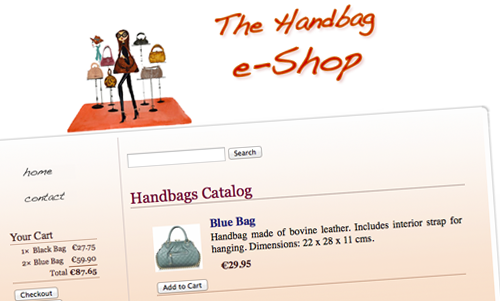 The Handbag
e-Shop
home
contact
Search
Handbags Catalog
Blue Bag
Handbag made of bovine leather. Includes interior strap for
hanging. Dimensions: 22 x 28 x 11 cms.
€29.95
Add to Cart
Your Cart
1× Black Bag €27.75
2× Blue Bag €59.90
Total €87.65
Checkout